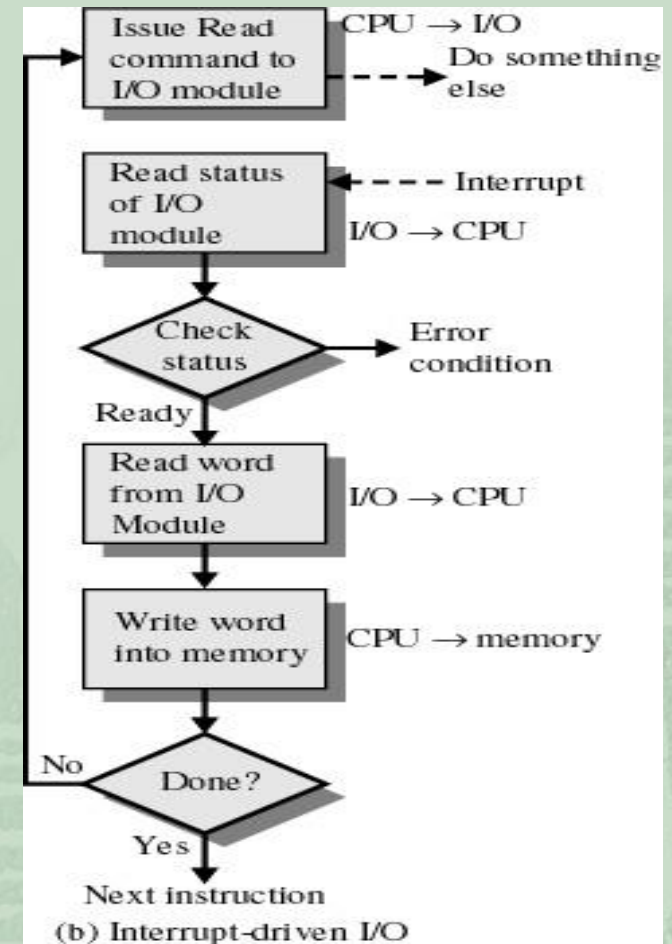 Issue Read
command to
I/O module
CPU → I/O
Do something
else
Read status
of I/O
module
Interrupt
I/O → CPU
Check
status
Error
condition
Ready
Read word
from I/O
Module
I/O → CPU
Write word
into memory
CPU → memory
No
Done?
Yes
Next instruction
(b) Interrupt-driven I/O